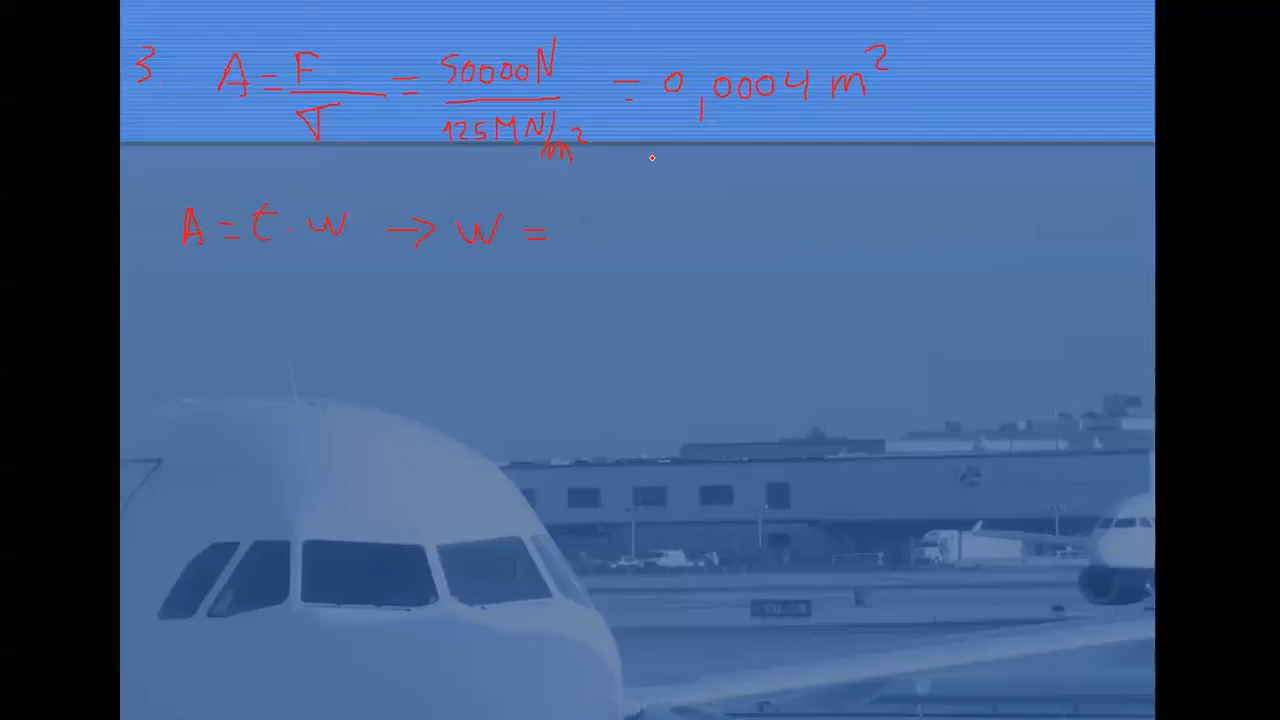 3. A = F / σ = 50000N / 125MN/m² = 0,0004 m²
A = t · w → w =